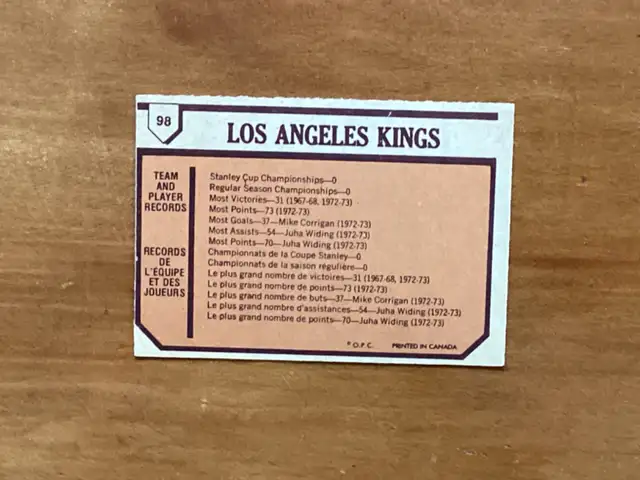 98
LOS ANGELES KINGS
TEAM
AND
PLAYER
RECORDS
Stanley Cup Championships—0
Regular Season Championships—0
Most Victories—31 (1967-68, 1972-73)
Most Points—73 (1972-73)
Most Goals—37—Mike Corrigan (1972-73)
Most Assists—54—Juha Widing (1972-73)
Most Points—70—Juha Widing (1972-73)
RECORDS
DE
L'ÉQUIPE
ET DES
JOUEURS
Championnats de la Coupe Stanley—0
Championnats de la saison régulière—0
Le plus grand nombre de victoires—31 (1967-68, 1972-73)
Le plus grand nombre de points—73 (1972-73)
Le plus grand nombre de buts—37—Mike Corrigan (1972-73)
Le plus grand nombre d'assistances—54—Juha Widing (1972-73)
Le plus grand nombre de points—70—Juha Widing (1972-73)
© O.P.C. PRINTED IN CANADA